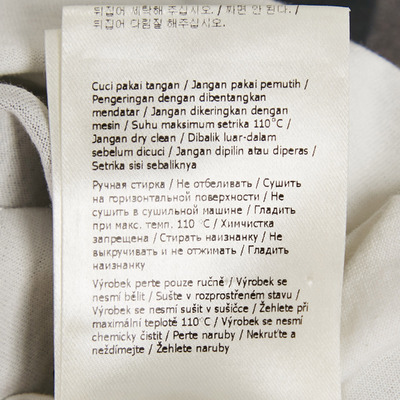 뒤집어 세탁해 주십시오. / 짜면 안 된다. /
뒤집어 다림질 해 주십시오.
Cuci pakai tangan / Jangan pakai pemutih /
Pengeringan dengan dibentangkan
mendatar / Jangan dikeringkan dengan
mesin / Suhu maksimum setrika 110°C /
Jangan dry clean / Dibalik luar-dalam
sebelum dicuci / Jangan dipilin atau diperas /
Setrika sisi sebaliknya
Ручная стирка / Не отбеливать / Сушить
на горизонтальной поверхности / Не
сушить в сушильной машине / Гладить
при макс. темп. 110 °C / Химчистка
запрещена / Стирать наизнанку / Не
выкручивать и не отжимать / Гладить
наизнанку
Výrobek perte pouze ručně / Výrobek se
nesmí bělit / Sušte v rozprostřeném stavu /
Výrobek se nesmí sušit v sušičce / Žehlete při
maximální teplotě 110°C / Výrobek se nesmí
chemicky čistit / Perte naruby / Nekruťte a
neždímejte / Žehlete naruby